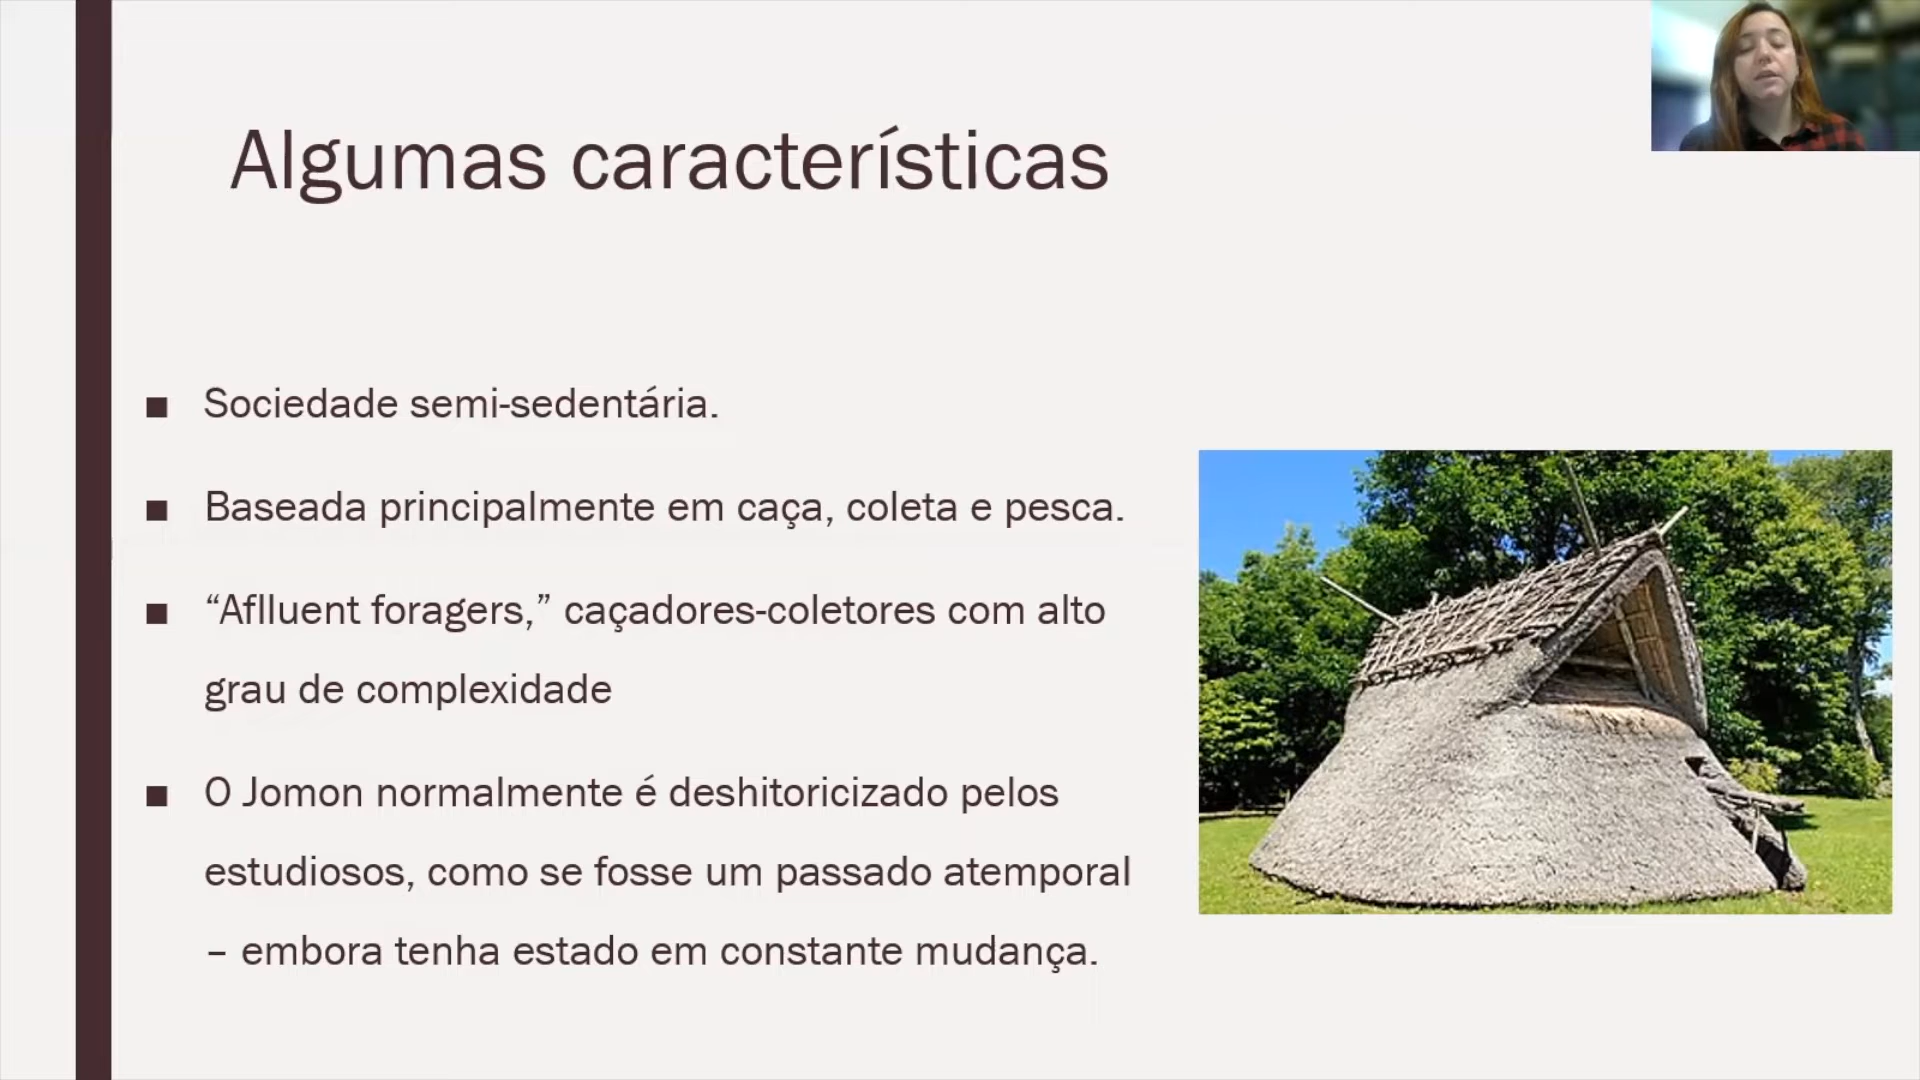 Algumas características
■ Sociedade semi-sedentária.
■ Baseada principalmente em caça, coleta e pesca.
■ “Aflluent foragers,” caçadores-coletores com alto
grau de complexidade
■ O Jomon normalmente é deshitoricizado pelos
estudiosos, como se fosse um passado atemporal
– embora tenha estado em constante mudança.